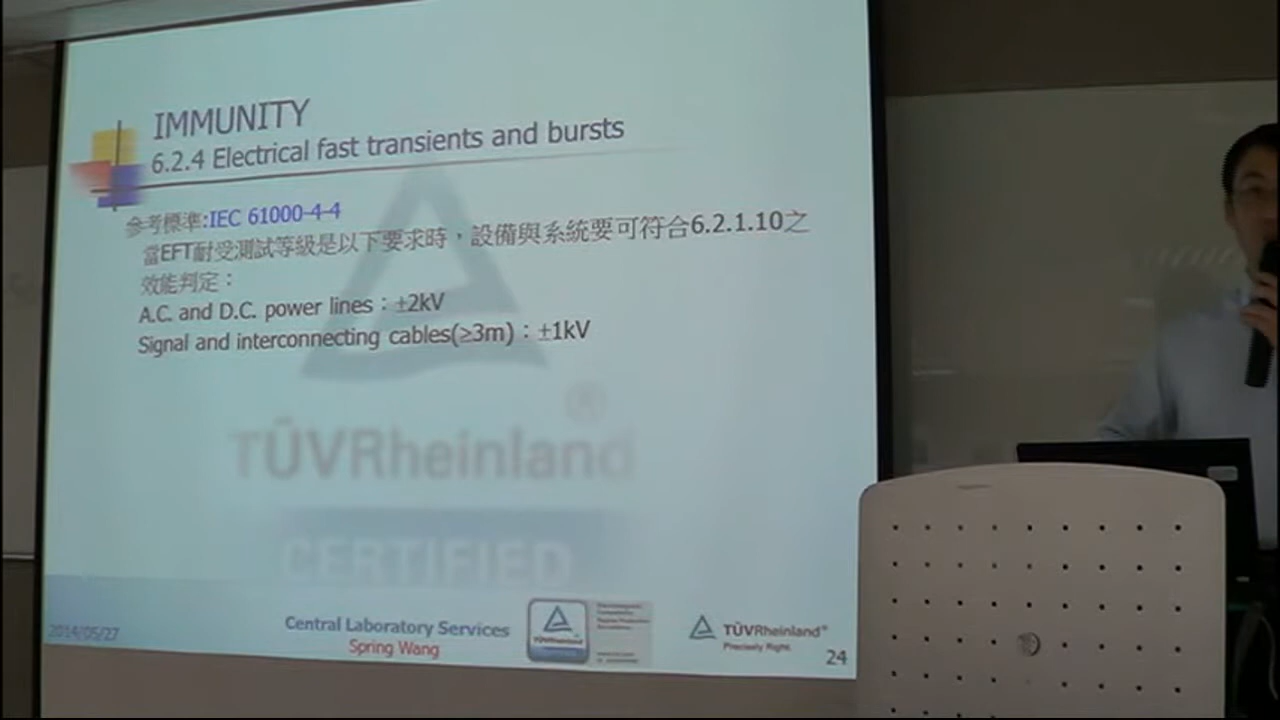 IMMUNITY
6.2.4 Electrical fast transients and bursts
參考標準:IEC 61000-4-4
當EFT耐受測試等級是以下要求時，設備與系統要可符合6.2.1.10之
效能判定：
A.C. and D.C. power lines：±2kV
Signal and interconnecting cables(≥3m)：±1kV
®
TÜVRheinland
CERTIFIED
2014/05/27
Central Laboratory Services
Spring Wang
TÜVRheinland
TÜVRheinland®
Precisely Right.
24